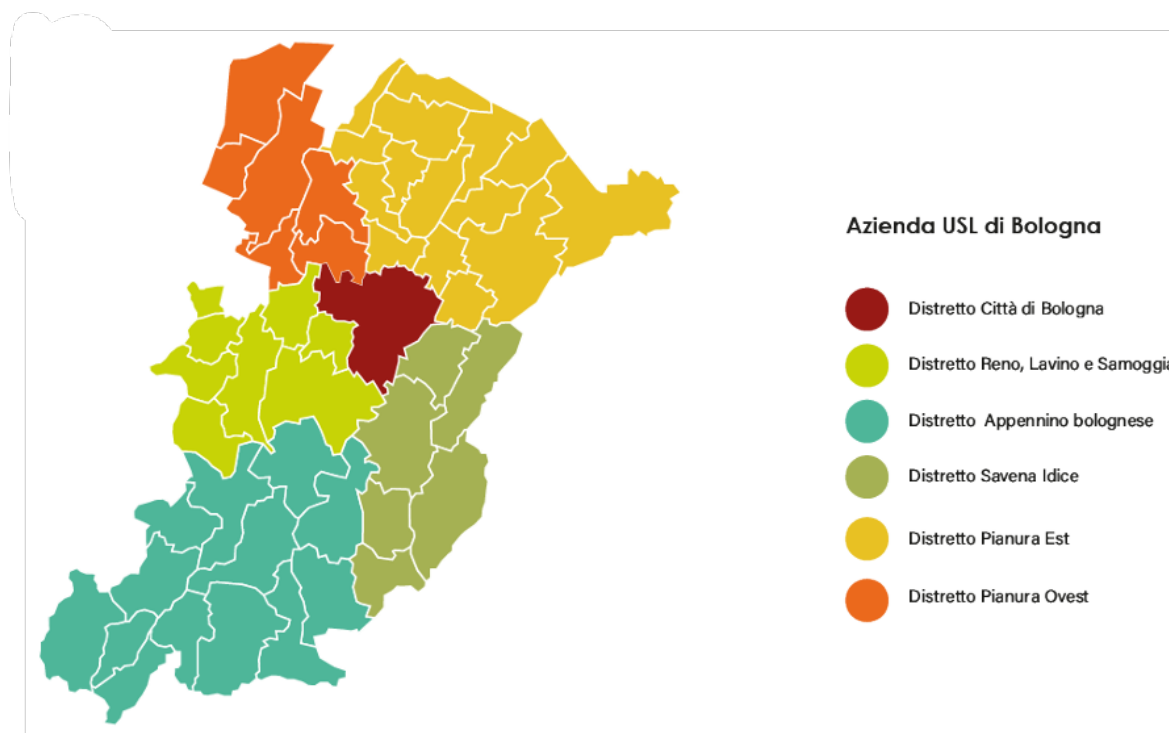 Azienda USL di Bologna
Distretto Città di Bologna
Distretto Reno, Lavino e Samoggia
Distretto Appennino bolognese
Distretto Savena Idice
Distretto Pianura Est
Distretto Pianura Ovest